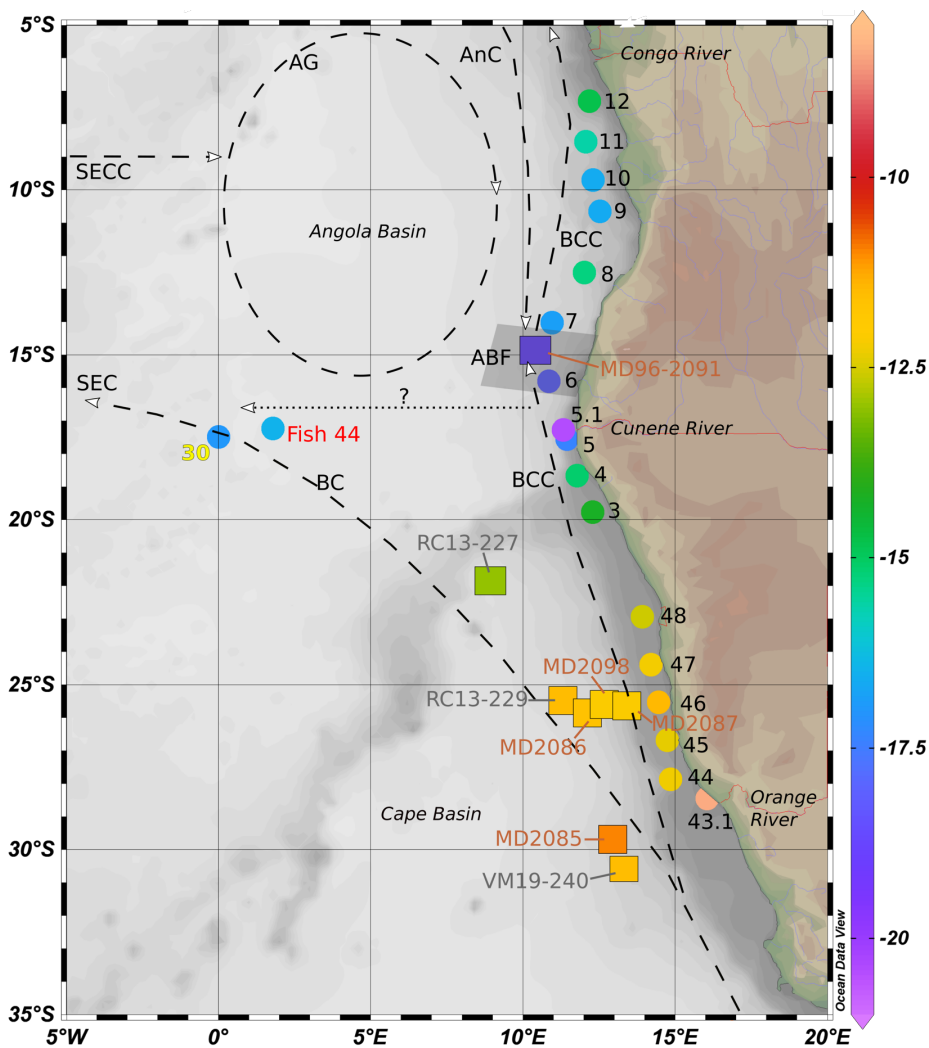 5°S
10°S
15°S
20°S
25°S
30°S
35°S
5°W
0°
5°E
10°E
15°E
20°E
AG
AnC
Congo River
12
11
SECC
10
9
Angola Basin
BCC
8
7
ABF
MD96-2091
6
SEC
?
5.1
Fish 44
Cunene River
5
30
4
BC
BCC
3
RC13-227
48
MD2098
47
RC13-229
46
MD2087
MD2086
45
44
Orange
River
Cape Basin
43.1
MD2085
VM19-240
Ocean Data View
-10
-12.5
-15
-17.5
-20